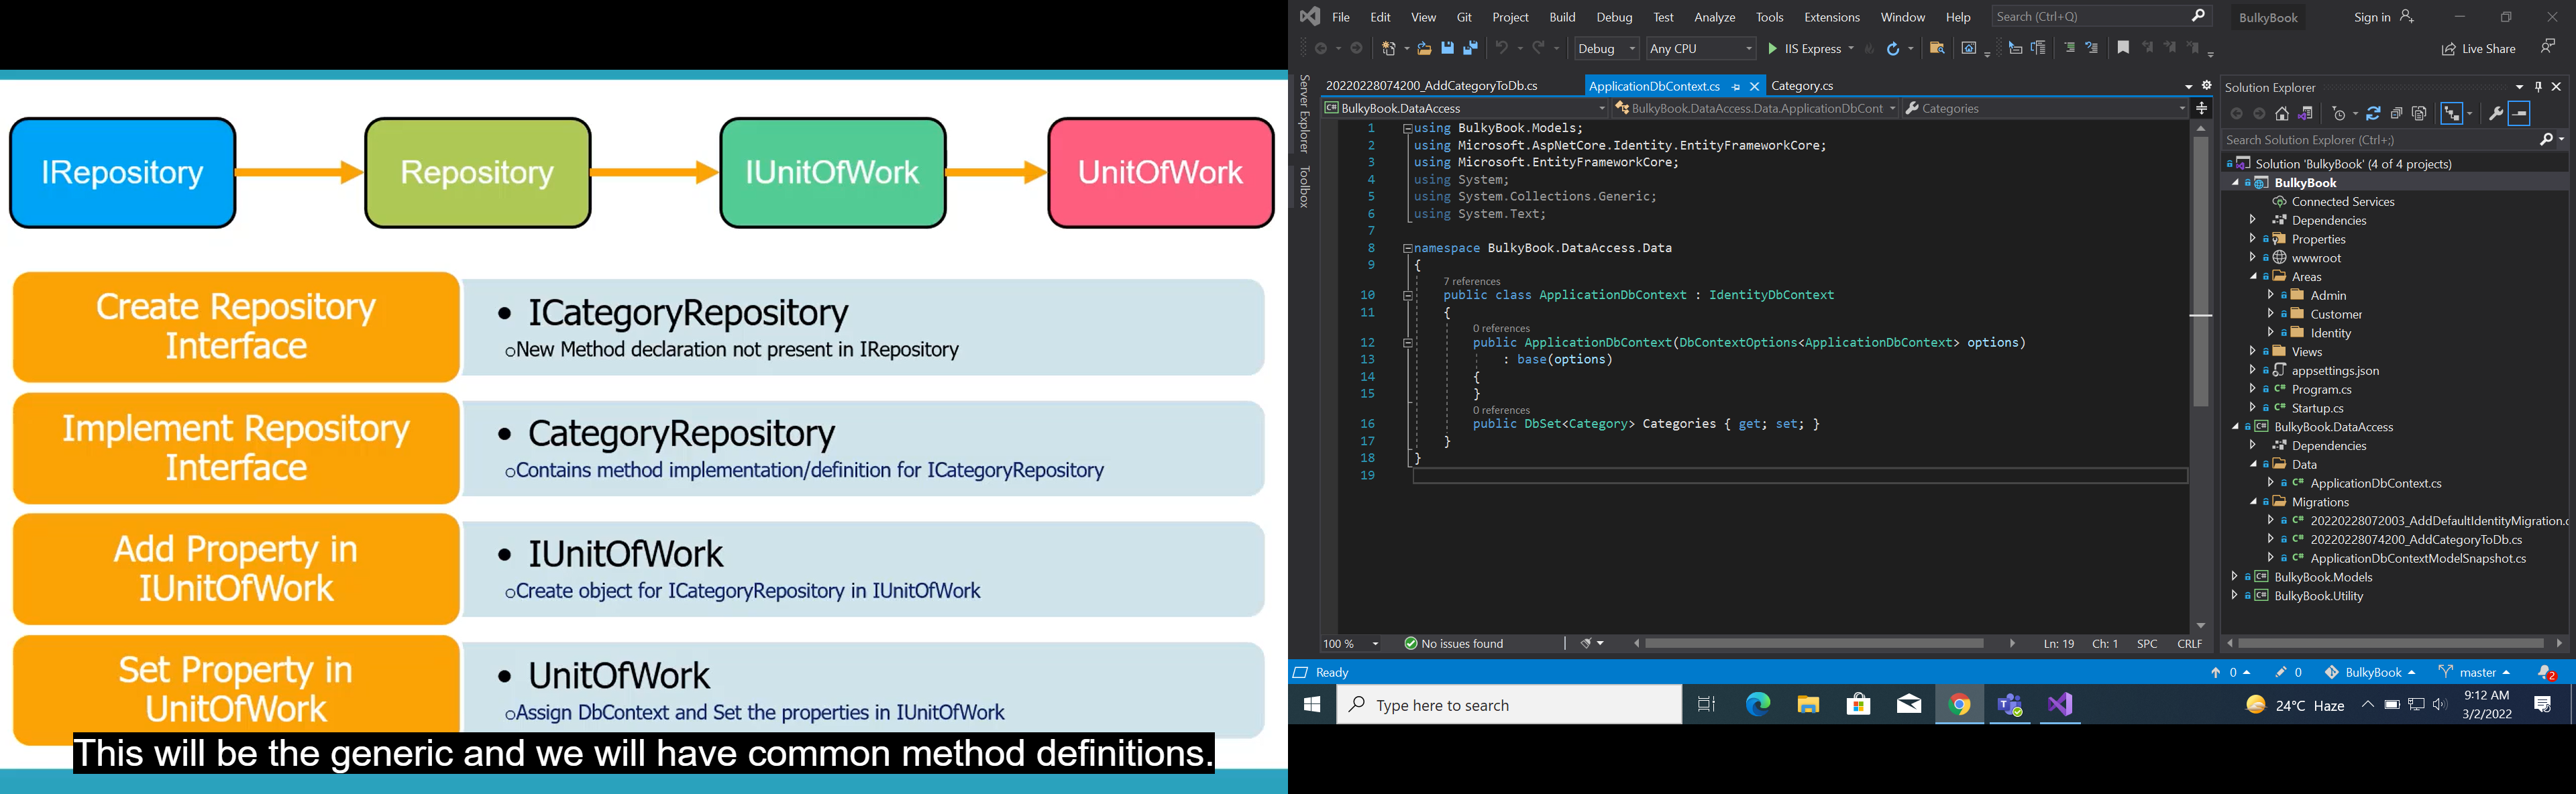 IRepository
Repository
IUnitOfWork
UnitOfWork
Create Repository
Interface
• ICategoryRepository
oNew Method declaration not present in IRepository
Implement Repository
Interface
• CategoryRepository
oContains method implementation/definition for ICategoryRepository
Add Property in
IUnitOfWork
• IUnitOfWork
oCreate object for ICategoryRepository in IUnitOfWork
Set Property in
UnitOfWork
• UnitOfWork
oAssign DbContext and Set the properties in IUnitOfWork
This will be the generic and we will have common method definitions.
File Edit View Git Project Build Debug Test Analyze Tools Extensions Window Help Search (Ctrl+Q) BulkyBook Sign in
Debug Any CPU IIS Express Live Share
Server Explorer
Toolbox
20220228074200_AddCategoryToDb.cs ApplicationDbContext.cs Category.cs
BulkyBook.DataAccess BulkyBook.DataAccess.Data.ApplicationDbCont Categories
1 using BulkyBook.Models;
2 using Microsoft.AspNetCore.Identity.EntityFrameworkCore;
3 using Microsoft.EntityFrameworkCore;
4 using System;
5 using System.Collections.Generic;
6 using System.Text;
7
8 namespace BulkyBook.DataAccess.Data
9 {
7 references
10 public class ApplicationDbContext : IdentityDbContext
11 {
0 references
12 public ApplicationDbContext(DbContextOptions<ApplicationDbContext> options)
13 : base(options)
14 {
15 }
0 references
16 public DbSet<Category> Categories { get; set; }
17 }
18 }
19
100 % No issues found Ln: 19 Ch: 1 SPC CRLF
Solution Explorer
Search Solution Explorer (Ctrl+;)
Solution 'BulkyBook' (4 of 4 projects)
BulkyBook
Connected Services
Dependencies
Properties
wwwroot
Areas
Admin
Customer
Identity
Views
appsettings.json
C# Program.cs
C# Startup.cs
C# BulkyBook.DataAccess
Dependencies
Data
C# ApplicationDbContext.cs
Migrations
C# 20220228072003_AddDefaultIdentityMigration.c
C# 20220228074200_AddCategoryToDb.cs
C# ApplicationDbContextModelSnapshot.cs
C# BulkyBook.Models
C# BulkyBook.Utility
Ready 0 0 BulkyBook master 2
Type here to search 24°C Haze 9:12 AM
3/2/2022